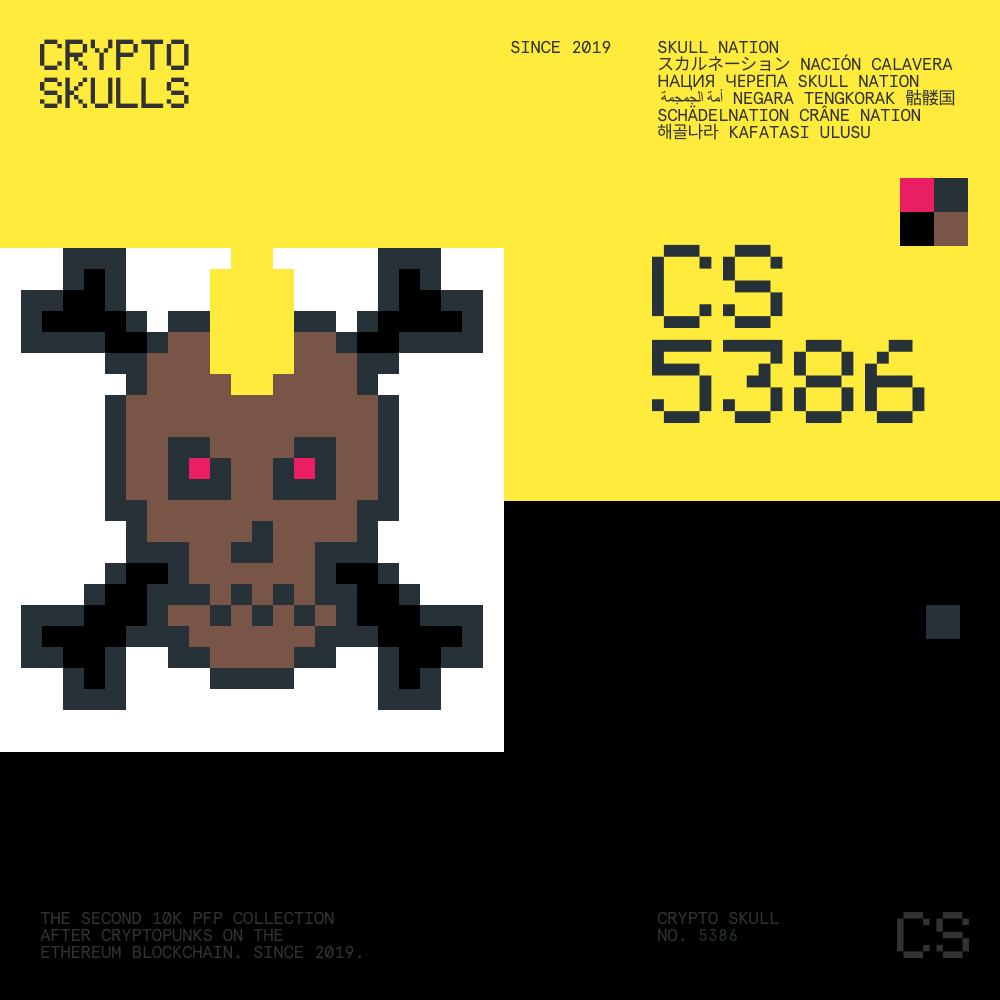 CRYPTO
SKULLS
SINCE 2019
SKULL NATION
スカルネーション NACIÓN CALAVERA
НАЦИЯ ЧЕРЕПА SKULL NATION
أمة الجمجمة NEGARA TENGKORAK 骷髅国
SCHÄDELNATION CRÂNE NATION
해골나라 KAFATASI ULUSU
CS
5386
THE SECOND 10K PFP COLLECTION
AFTER CRYPTOPUNKS ON THE
ETHEREUM BLOCKCHAIN. SINCE 2019.
CRYPTO SKULL
NO. 5386
CS